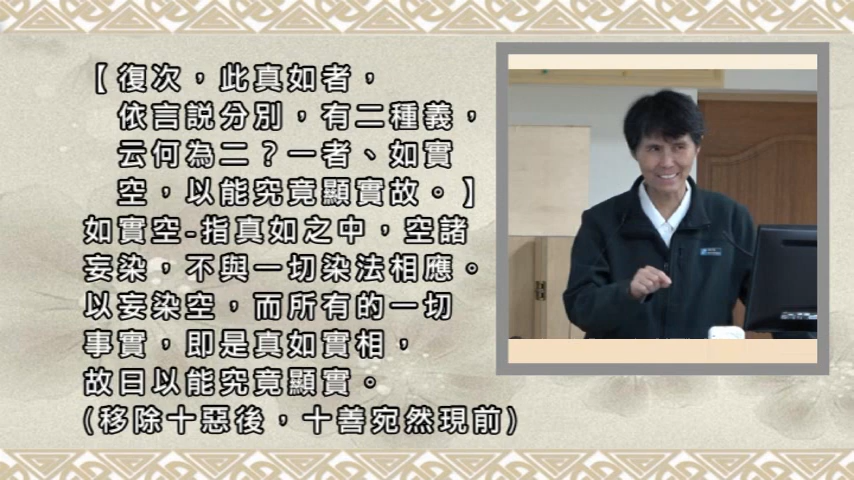 【復次，此真如者，
依言說分別，有二種義，
云何為二？一者、如實
空，以能究竟顯實故。】
如實空-指真如之中，空諸
妄染，不與一切染法相應。
以妄染空，而所有的一切
事實，即是真如實相，
故曰以能究竟顯實。
(移除十惡後，十善宛然現前)